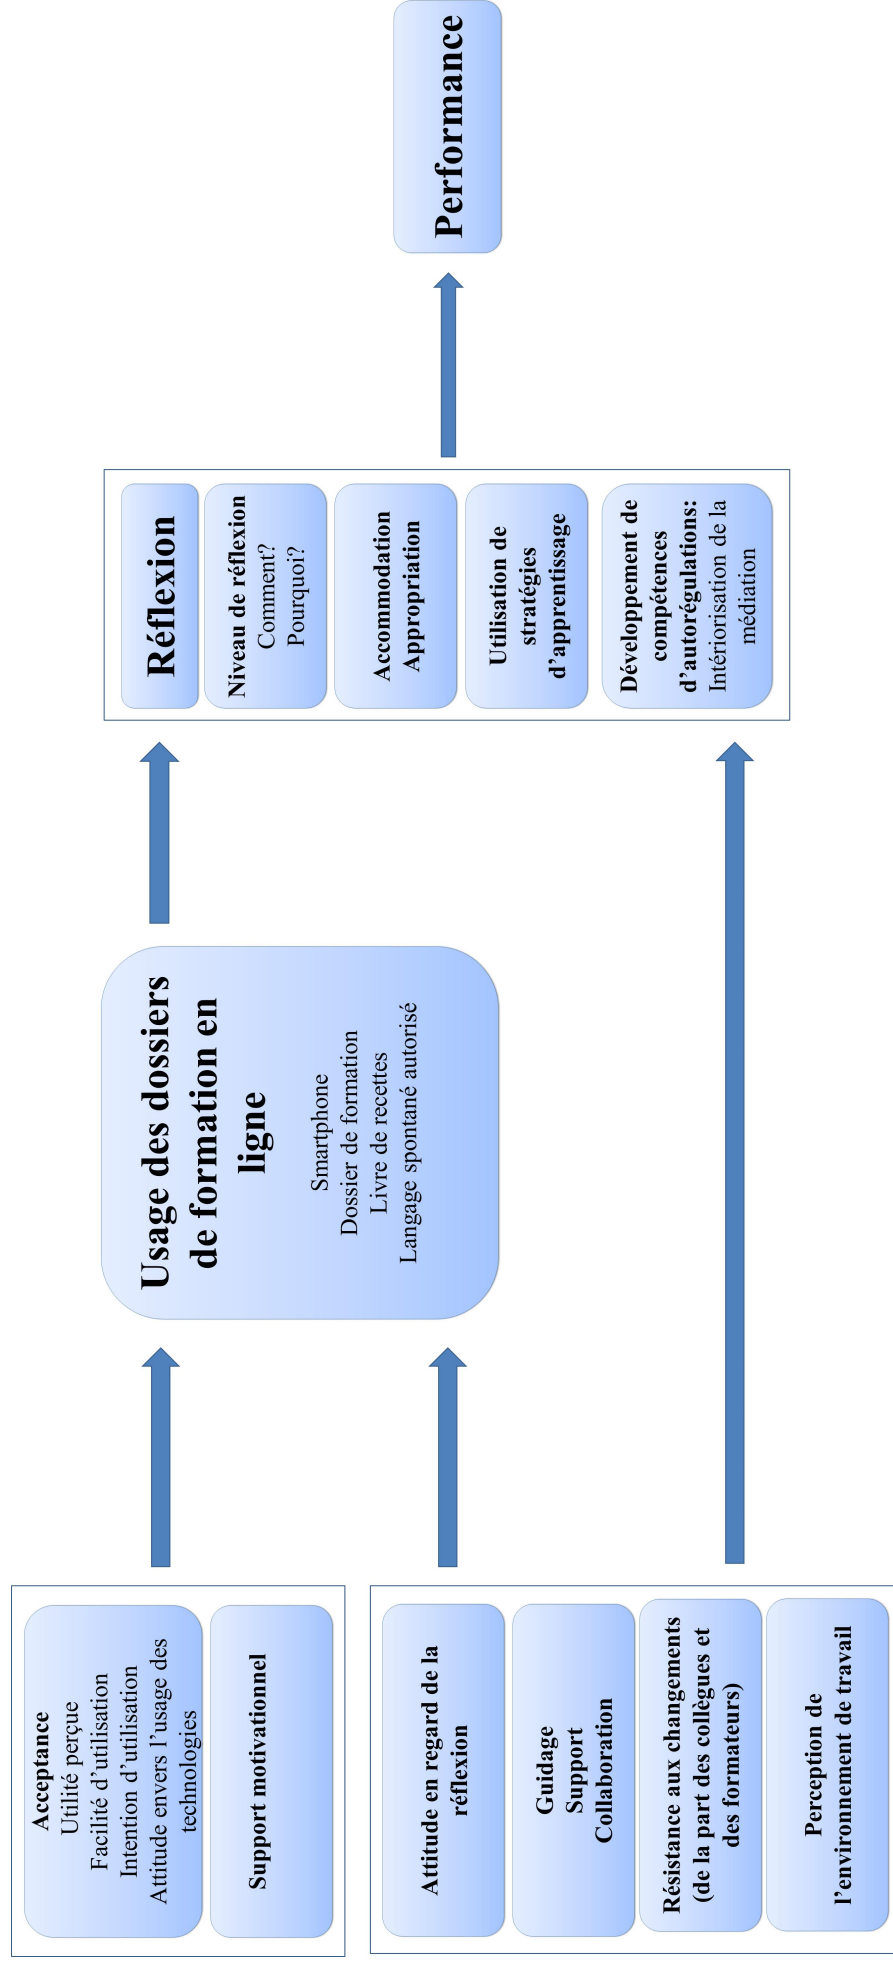 Acceptance
Utilité perçue
Facilité d’utilisation
Intention d’utilisation
Attitude envers l’usage des
technologies
Support motivationnel
Attitude en regard de la
réflexion
Guidage
Support
Collaboration
Résistance aux changements
(de la part des collègues et
des formateurs)
Perception de
l’environnement de travail
Usage des dossiers
de formation en
ligne
Smartphone
Dossier de formation
Livre de recettes
Langage spontané autorisé
Réflexion
Niveau de réflexion
Comment?
Pourquoi?
Accommodation
Appropriation
Utilisation de
stratégies
d’apprentissage
Développement de
compétences
d’autorégulations:
Intériorisation de la
médiation
Performance